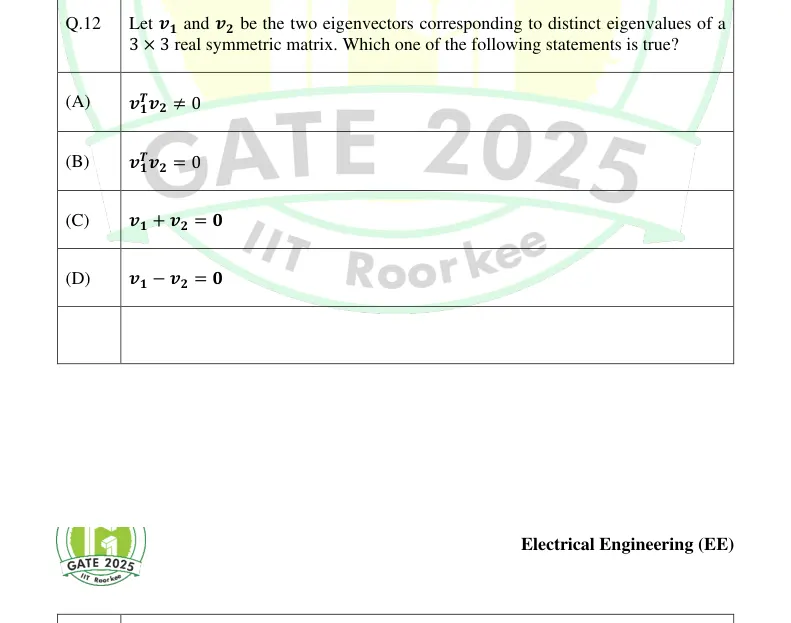 Q.12 Let 𝒗₁ and 𝒗₂ be the two eigenvectors corresponding to distinct eigenvalues of a
3 × 3 real symmetric matrix. Which one of the following statements is true?
(A) 𝒗₁ᵀ𝒗₂ ≠ 0
(B) 𝒗₁ᵀ𝒗₂ = 0
(C) 𝒗₁ + 𝒗₂ = 𝟎
(D) 𝒗₁ − 𝒗₂ = 𝟎
GATE 2025
IIT Roorkee
Electrical Engineering (EE)
GATE 2025
IIT Roorkee